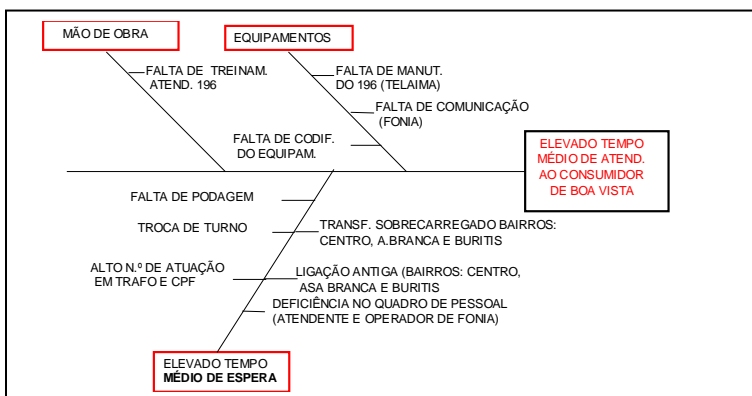 MÃO DE OBRA
EQUIPAMENTOS
FALTA DE TREINAM.
ATEND. 196
FALTA DE MANUT.
DO 196 (TELAIMA)
FALTA DE COMUNICAÇÃO
(FONIA)
FALTA DE CODIF.
DO EQUIPAM.
ELEVADO TEMPO
MÉDIO DE ATEND.
AO CONSUMIDOR
DE BOA VISTA
FALTA DE PODAGEM
TROCA DE TURNO
TRANSF. SOBRECARREGADO BAIRROS:
CENTRO, A.BRANCA E BURITIS
ALTO N.º DE ATUAÇÃO
EM TRAFO E CPF
LIGAÇÃO ANTIGA (BAIRROS: CENTRO,
ASA BRANCA E BURITIS
DEFICIÊNCIA NO QUADRO DE PESSOAL
(ATENDENTE E OPERADOR DE FONIA)
ELEVADO TEMPO
MÉDIO DE ESPERA